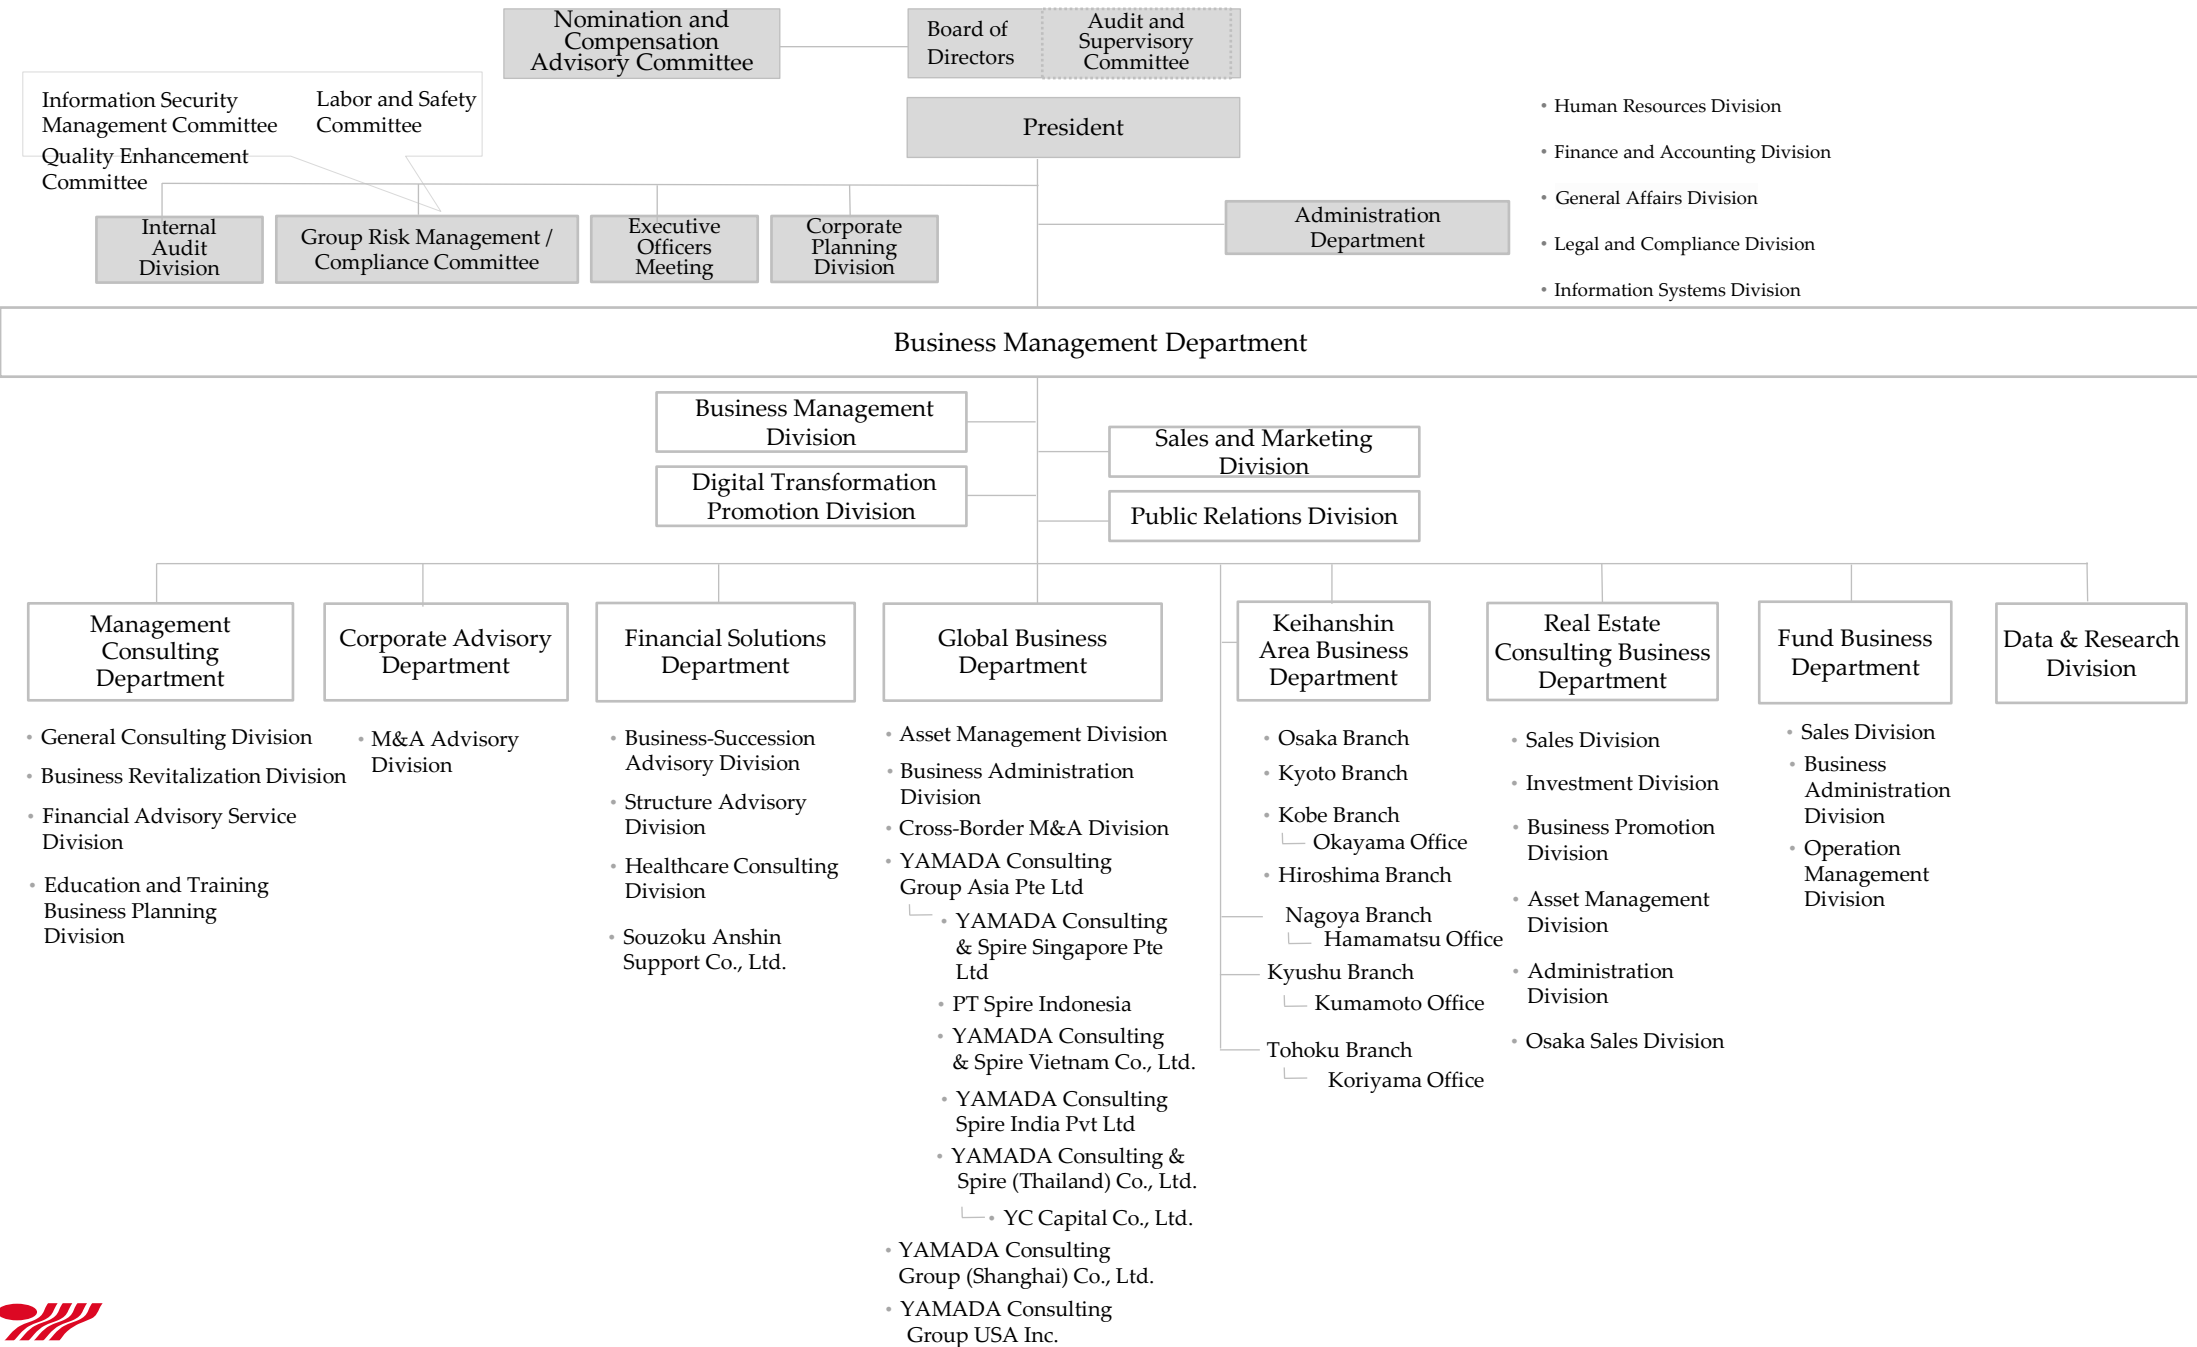 Nomination and
Compensation
Advisory Committee
Board of
Directors
Audit and
Supervisory
Committee
Information Security
Management Committee
Labor and Safety
Committee
Quality Enhancement
Committee
President
• Human Resources Division
• Finance and Accounting Division
• General Affairs Division
• Legal and Compliance Division
• Information Systems Division
Internal
Audit
Division
Group Risk Management /
Compliance Committee
Executive
Officers
Meeting
Corporate
Planning
Division
Administration
Department
Business Management Department
Business Management
Division
Sales and Marketing
Division
Digital Transformation
Promotion Division
Public Relations Division
Management
Consulting
Department
• General Consulting Division
• Business Revitalization Division
• Financial Advisory Service
Division
• Education and Training
Business Planning
Division
Corporate Advisory
Department
• M&A Advisory
Division
Financial Solutions
Department
• Business-Succession
Advisory Division
• Structure Advisory
Division
• Healthcare Consulting
Division
• Souzoku Anshin
Support Co., Ltd.
Global Business
Department
• Asset Management Division
• Business Administration
Division
• Cross-Border M&A Division
• YAMADA Consulting
Group Asia Pte Ltd
• YAMADA Consulting
& Spire Singapore Pte
Ltd
• PT Spire Indonesia
• YAMADA Consulting
& Spire Vietnam Co., Ltd.
• YAMADA Consulting
Spire India Pvt Ltd
• YAMADA Consulting &
Spire (Thailand) Co., Ltd.
• YC Capital Co., Ltd.
• YAMADA Consulting
Group (Shanghai) Co., Ltd.
• YAMADA Consulting
Group USA Inc.
Keihanshin
Area Business
Department
• Osaka Branch
• Kyoto Branch
• Kobe Branch
Okayama Office
• Hiroshima Branch
Nagoya Branch
Hamamatsu Office
Kyushu Branch
Kumamoto Office
Tohoku Branch
Koriyama Office
Real Estate
Consulting Business
Department
• Sales Division
• Investment Division
• Business Promotion
Division
• Asset Management
Division
• Administration
Division
• Osaka Sales Division
Fund Business
Department
• Sales Division
• Business
Administration
Division
• Operation
Management
Division
Data & Research
Division